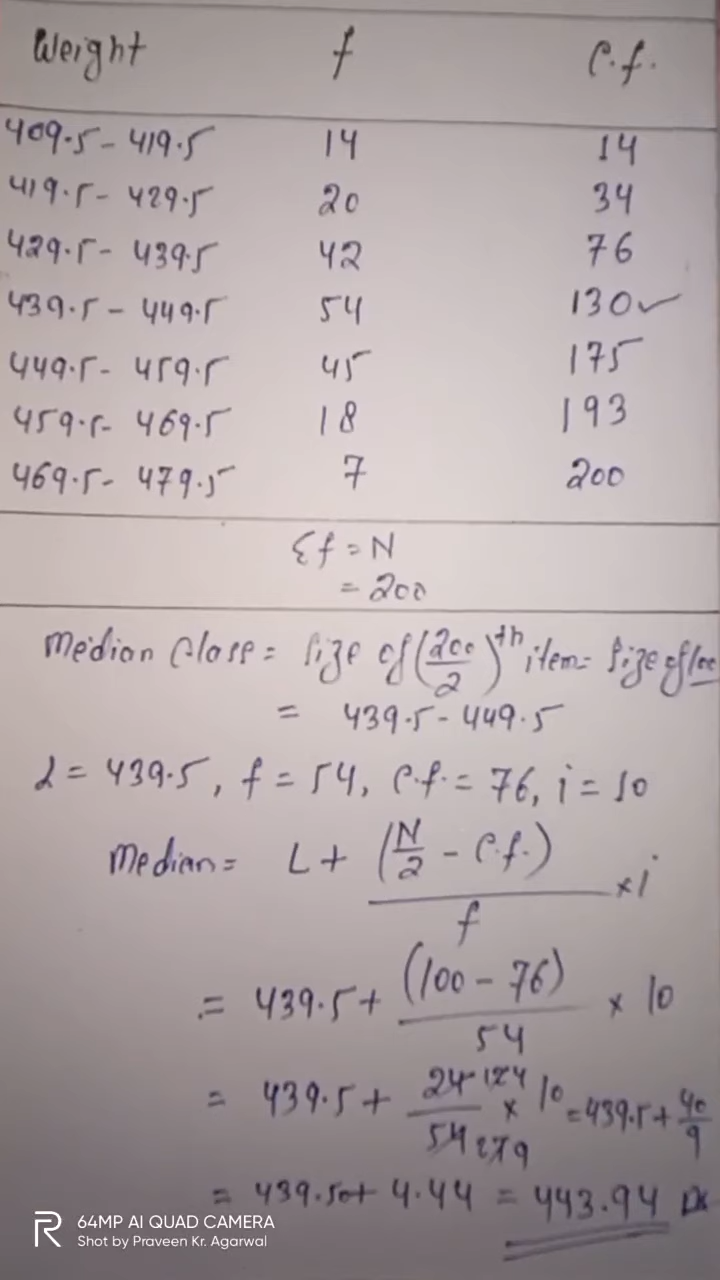 Weight f c.f.
409.5 - 419.5 14 14
419.5 - 429.5 20 34
429.5 - 439.5 42 76
439.5 - 449.5 54 130 ✓
449.5 - 459.5 45 175
459.5 - 469.5 18 193
469.5 - 479.5 7 200
Σf = N
= 200
Median Class = Size of (200/2)th item = Size of
= 439.5 - 449.5
L = 439.5, f = 54, c.f. = 76, i = 10
Median = L + (N/2 - c.f.)/f × i
= 439.5 + (100 - 76)/54 × 10
= 439.5 + 24/54 × 10 = 439.5 + 40/9
= 439.50 + 4.44 = 443.94
64MP AI QUAD CAMERA
Shot by Praveen Kr. Agarwal